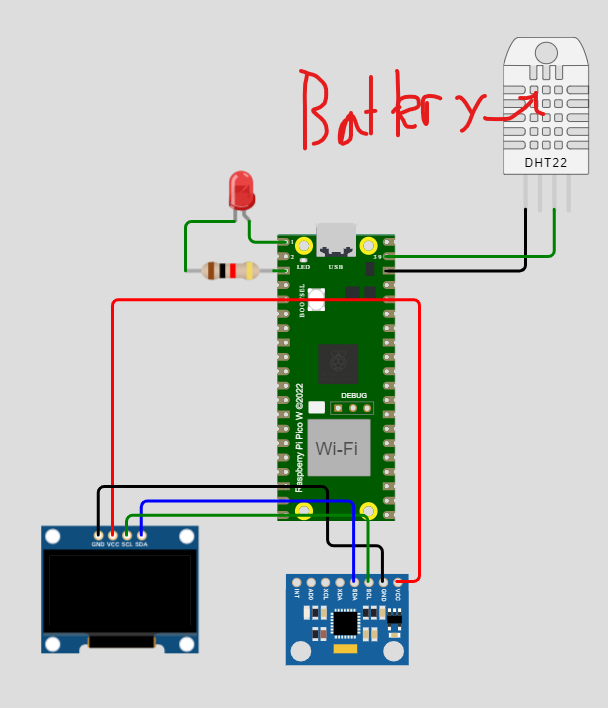 Battery
DHT22
1
2
39
LED
USB
BOOTSEL
DEBUG
Raspberry Pi Pico W ©2022
Wi-Fi
GND VCC SCL SDA
INT
AD0
XCL
XDA
SDA
SCL
GND
VCC